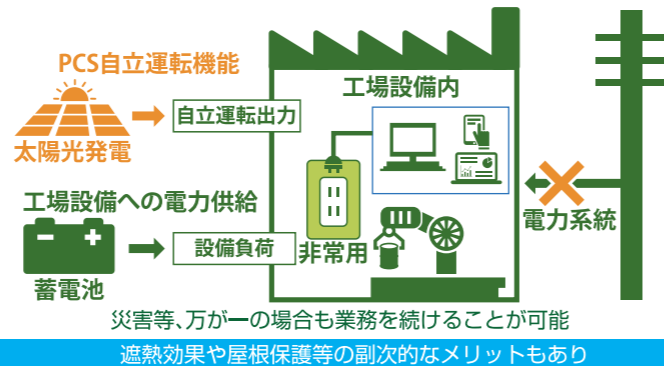 PCS自立運転機能
太陽光発電
自立運転出力
工場設備内
工場設備への電力供給
蓄電池
設備負荷
非常用
電力系統
災害等、万が一の場合も業務を続けることが可能
遮熱効果や屋根保護等の副次的なメリットもあり